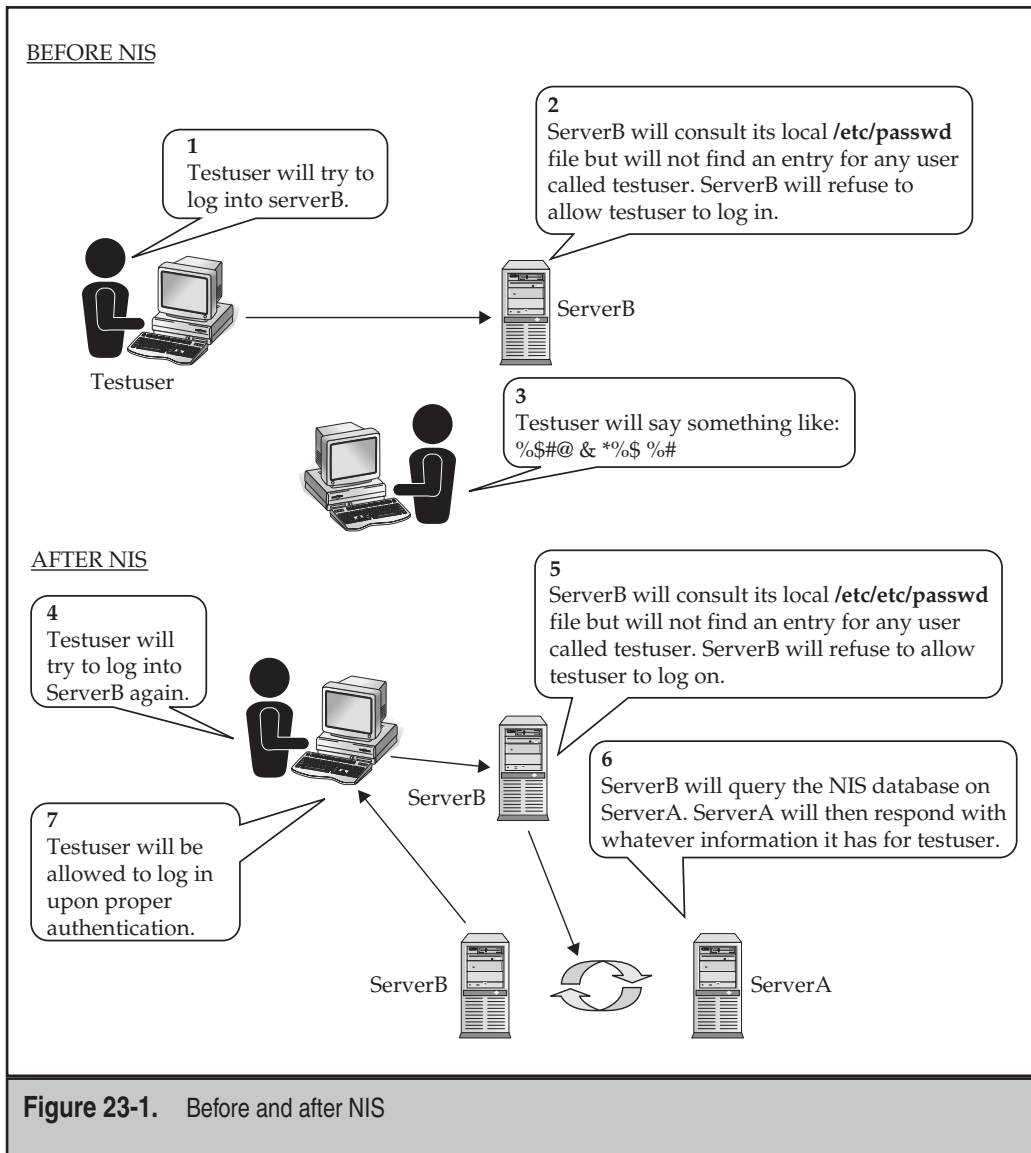 BEFORE NIS
1
Testuser will try to
log into serverB.
2
ServerB will consult its local /etc/passwd
file but will not find an entry for any user
called testuser. ServerB will refuse to
allow testuser to log in.
ServerB
Testuser
3
Testuser will say something like:
%$#@ & *%$ %#
AFTER NIS
4
Testuser will
try to log into
ServerB again.
5
ServerB will consult its local /etc/etc/passwd
file but will not find an entry for any user
called testuser. ServerB will refuse to allow
testuser to log on.
ServerB
6
ServerB will query the NIS database on
ServerA. ServerA will then respond with
whatever information it has for testuser.
7
Testuser will be
allowed to log in
upon proper
authentication.
ServerB
ServerA
Figure 23-1. Before and after NIS